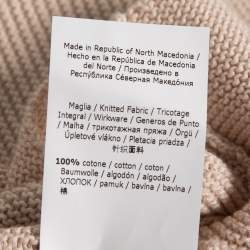 Made in Republic of North Macedonia /
Hecho en la República de Macedonia
del Norte / Произведено в
Республика Северная Македония
Maglia / Knitted Fabric / Tricotage
Integral / Wirkware / Generos de Punto
/ Malha / трикотажная пряжа / Örgü /
Úpletové vlákno / Pletacia priadza /
针织面料
100% cotone / cotton / coton /
Baumwolle / algodón / algodão /
ХЛОПОК / pamuk / bavlna / bavlna /
棉